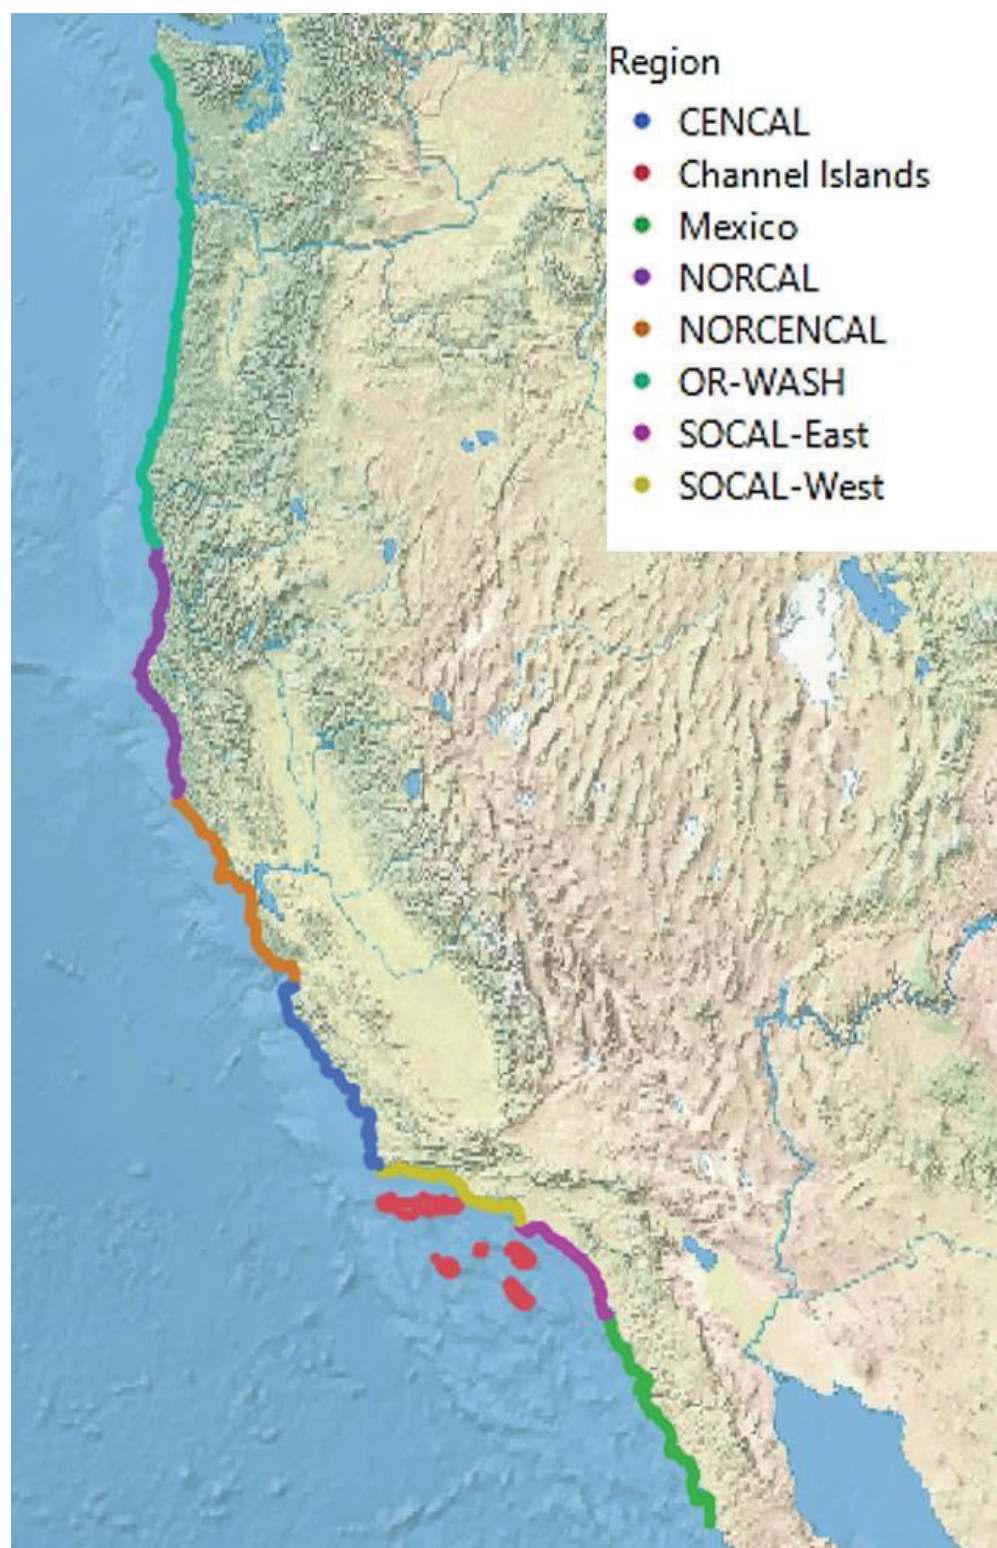 Region
CENCAL
Channel Islands
Mexico
NORCAL
NORCENCAL
OR-WASH
SOCAL-East
SOCAL-West